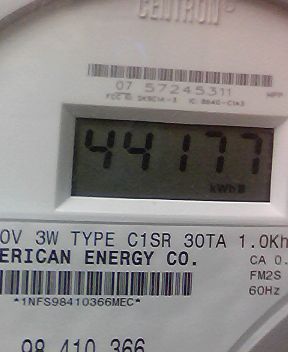 CENTRON®
07 57245311
44177
kWh
0V 3W TYPE C1SR 30TA 1.0Kh
ERICAN ENERGY CO.
CA 0.
FM2S
60Hz
*1NFS98410366MEC*
98 410 366